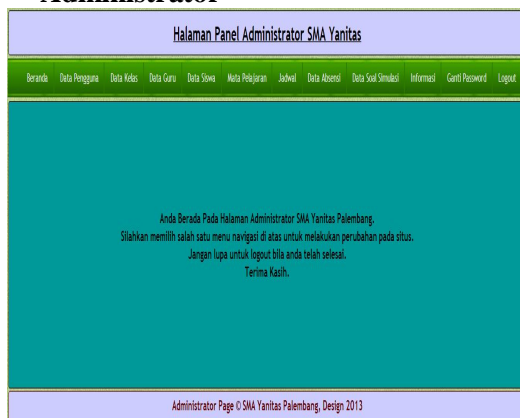 Administrator
Halaman Panel Administrator SMA Yanitas
Beranda Data Pengguna Data Kelas Data Guru Data Siswa Mata Pelajaran Jadwal Data Absensi Data Soal Simulasi Informasi Ganti Password Logout
Anda Berada Pada Halaman Administrator SMA Yanitas Palembang.
Silahkan memilih salah satu menu navigasi di atas untuk melakukan perubahan pada situs.
Jangan lupa untuk logout bila anda telah selesai.
Terima Kasih.
Administrator Page © SMA Yanitas Palembang, Design 2013